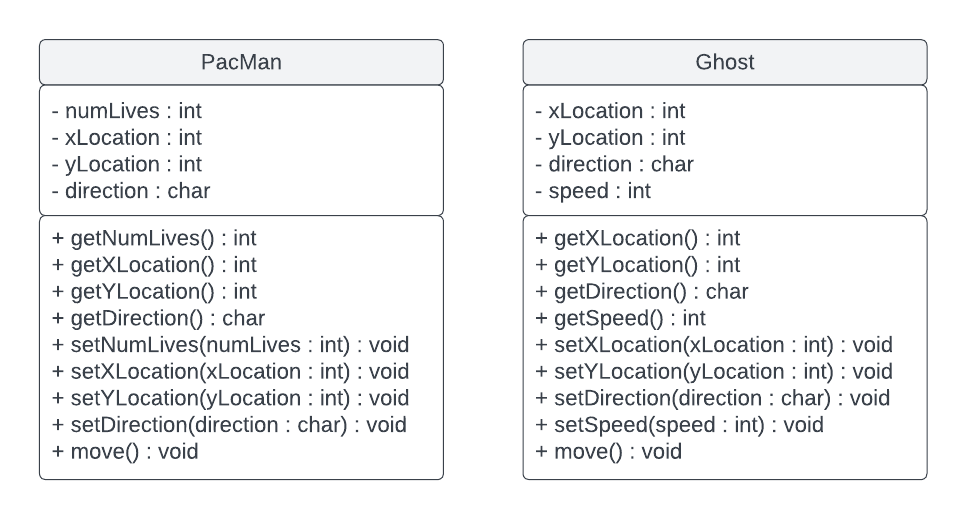 PacMan
- numLives : int
- xLocation : int
- yLocation : int
- direction : char
+ getNumLives() : int
+ getXLocation() : int
+ getYLocation() : int
+ getDirection() : char
+ setNumLives(numLives : int) : void
+ setXLocation(xLocation : int) : void
+ setYLocation(yLocation : int) : void
+ setDirection(direction : char) : void
+ move() : void
Ghost
- xLocation : int
- yLocation : int
- direction : char
- speed : int
+ getXLocation() : int
+ getYLocation() : int
+ getDirection() : char
+ getSpeed() : int
+ setXLocation(xLocation : int) : void
+ setYLocation(yLocation : int) : void
+ setDirection(direction : char) : void
+ setSpeed(speed : int) : void
+ move() : void